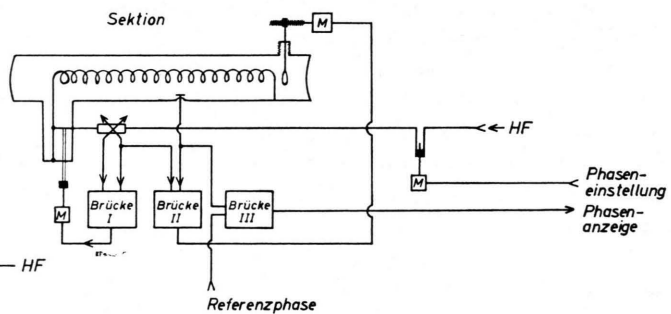 Sektion
M
HF
Phasen-
einstellung
M
Phasen-
anzeige
Brücke
I
Brücke
II
Brücke
III
M
HF
Referenzphase